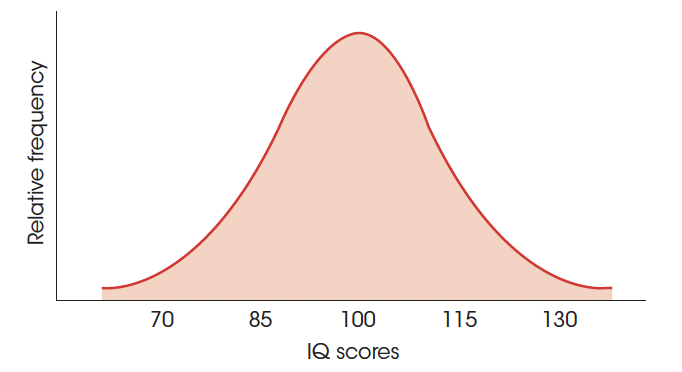 Relative frequency
70 85 100 115 130
IQ scores